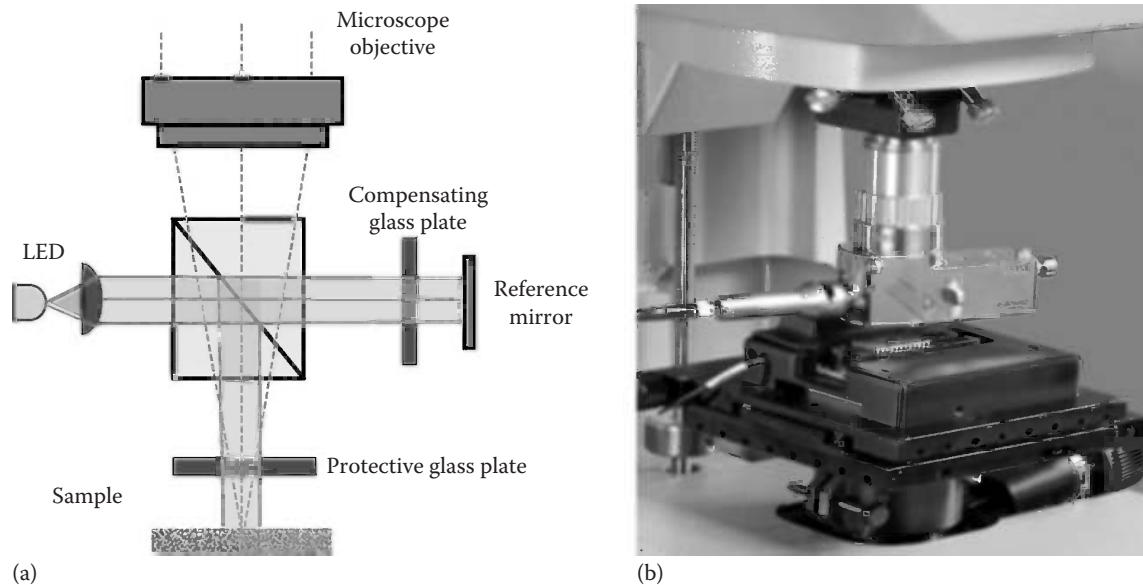 Microscope
objective
Compensating
glass plate
LED
Reference
mirror
Protective glass plate
Sample
(a)
(b)